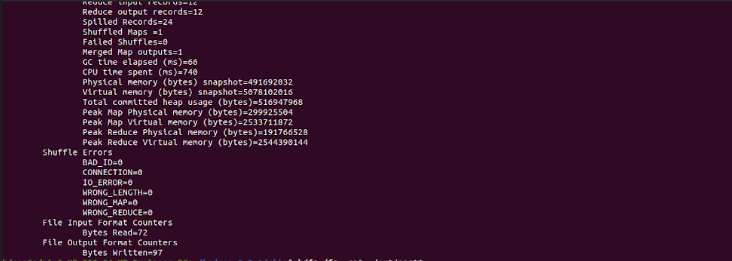 Reduce input records=12
Reduce output records=12
Spilled Records=24
Shuffled Maps =1
Failed Shuffles=0
Merged Map outputs=1
GC time elapsed (ms)=66
CPU time spent (ms)=740
Physical memory (bytes) snapshot=491692032
Virtual memory (bytes) snapshot=5078102016
Total committed heap usage (bytes)=516947968
Peak Map Physical memory (bytes)=299925504
Peak Map Virtual memory (bytes)=2533711872
Peak Reduce Physical memory (bytes)=191766528
Peak Reduce Virtual memory (bytes)=2544390144
Shuffle Errors
BAD_ID=0
CONNECTION=0
IO_ERROR=0
WRONG_LENGTH=0
WRONG_MAP=0
WRONG_REDUCE=0
File Input Format Counters
Bytes Read=72
File Output Format Counters
Bytes Written=97